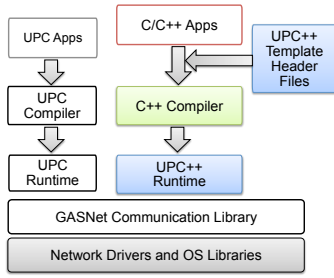 UPC Apps
C/C++ Apps
UPC++
Template
Header
Files
UPC
Compiler
C++ Compiler
UPC
Runtime
UPC++
Runtime
GASNet Communication Library
Network Drivers and OS Libraries